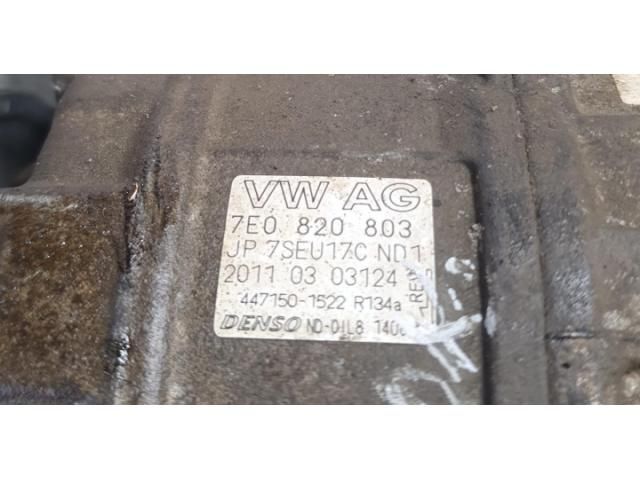 VW AG
7E0 820 803
JP 7SEU17C ND1
2011 03 03124
447150-1522 R134a
DENSO ND-OIL8